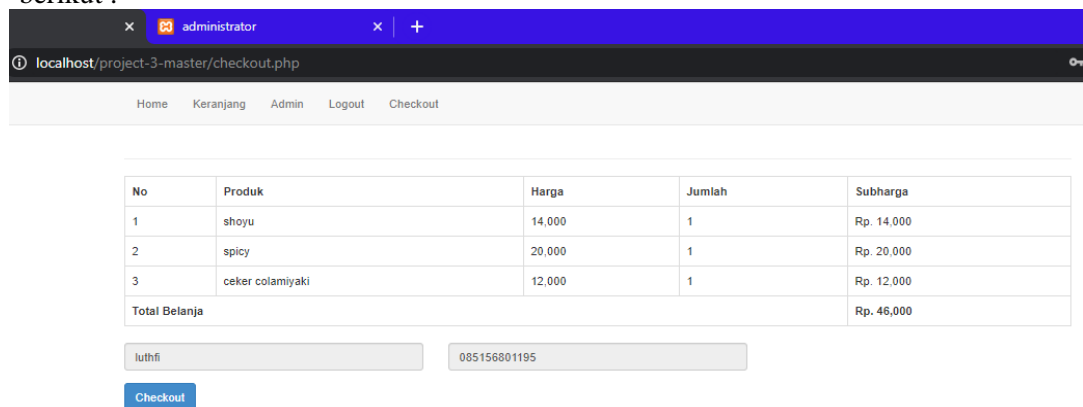 berikut :
administrator
localhost/project-3-master/checkout.php
Home Keranjang Admin Logout Checkout
No Produk Harga Jumlah Subharga
1 shoyu 14,000 1 Rp. 14,000
2 spicy 20,000 1 Rp. 20,000
3 ceker colamiyaki 12,000 1 Rp. 12,000
Total Belanja Rp. 46,000
luthfi 085156801195
Checkout